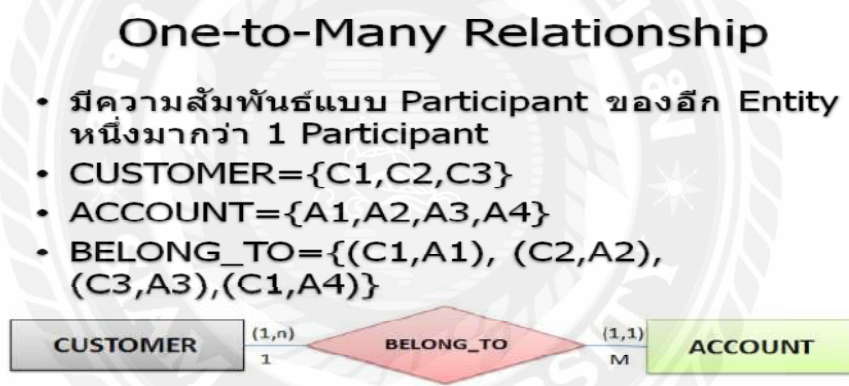 One-to-Many Relationship
• มีความสัมพันธ์แบบ Participant ของอีก Entity
หนึ่งมากว่า 1 Participant
• CUSTOMER={C1,C2,C3}
• ACCOUNT={A1,A2,A3,A4}
• BELONG_TO={(C1,A1), (C2,A2),
(C3,A3),(C1,A4)}
CUSTOMER (1,n) BELONG_TO (1,1) ACCOUNT
1 M